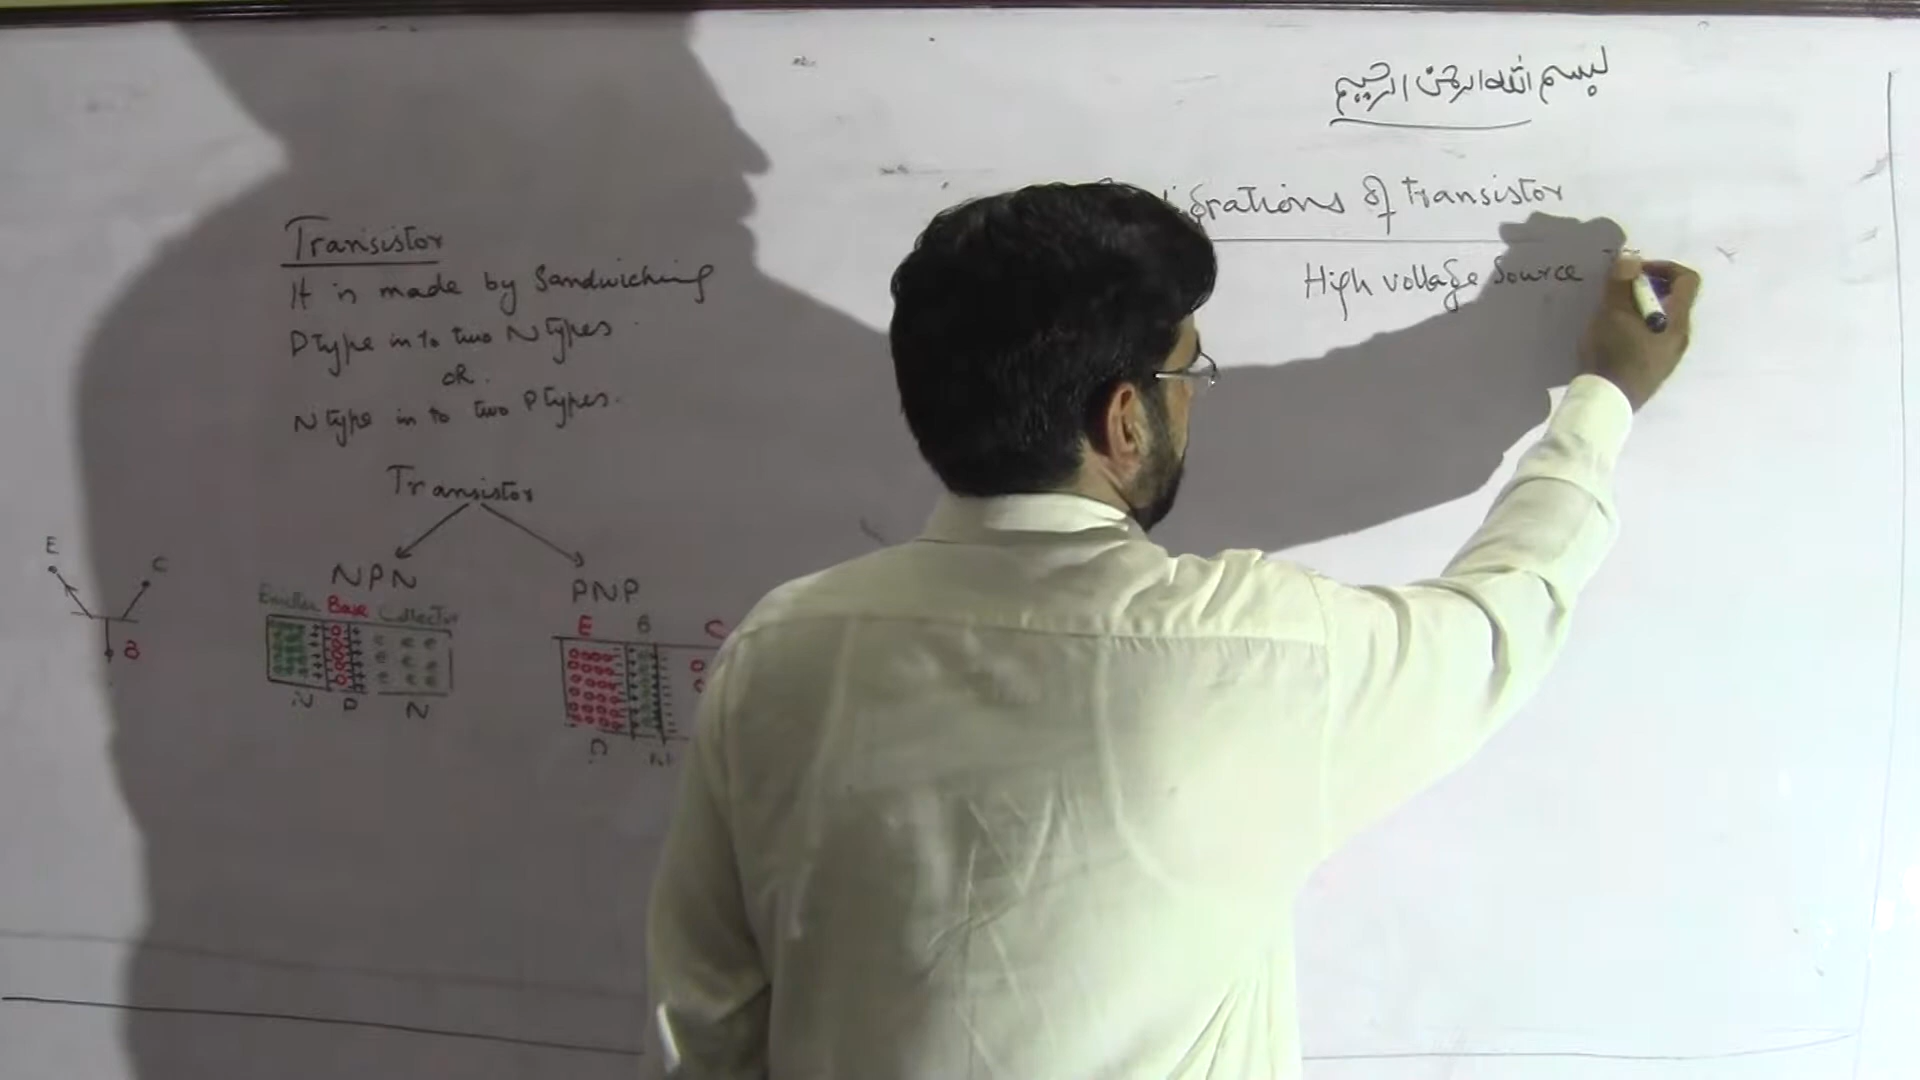 بسم الله الرحمن الرحيم
Transistor
It is made by Sandwiching
P type in to two N types.
OR.
N type in to two P types.
Transistor
NPN
PNP
Emitter Base Collector
E B C
N P N
E
C
B
of transistor
High voltage Source